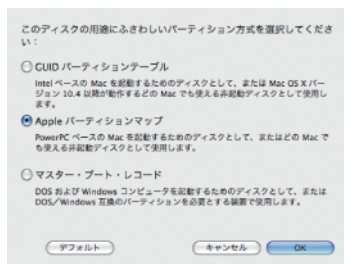 このディスクの用途にふさわしいパーティション方式を選択してくださ
い：
GUID パーティションテーブル
Intel ベースの Mac を起動するためのディスクとして、または Mac OS X バー
ジョン 10.4 以降が動作するどの Mac でも使える非起動ディスクとして使用し
ます。
Apple パーティションマップ
PowerPC ベースの Mac を起動するためのディスクとして、またはどの Mac で
も使える非起動ディスクとして使用します。
マスター・ブート・レコード
DOS および Windows コンピュータを起動するためのディスクとして、または
DOS／Windows 互換のパーティションを必要とする装置で使用します。
デフォルト キャンセル OK